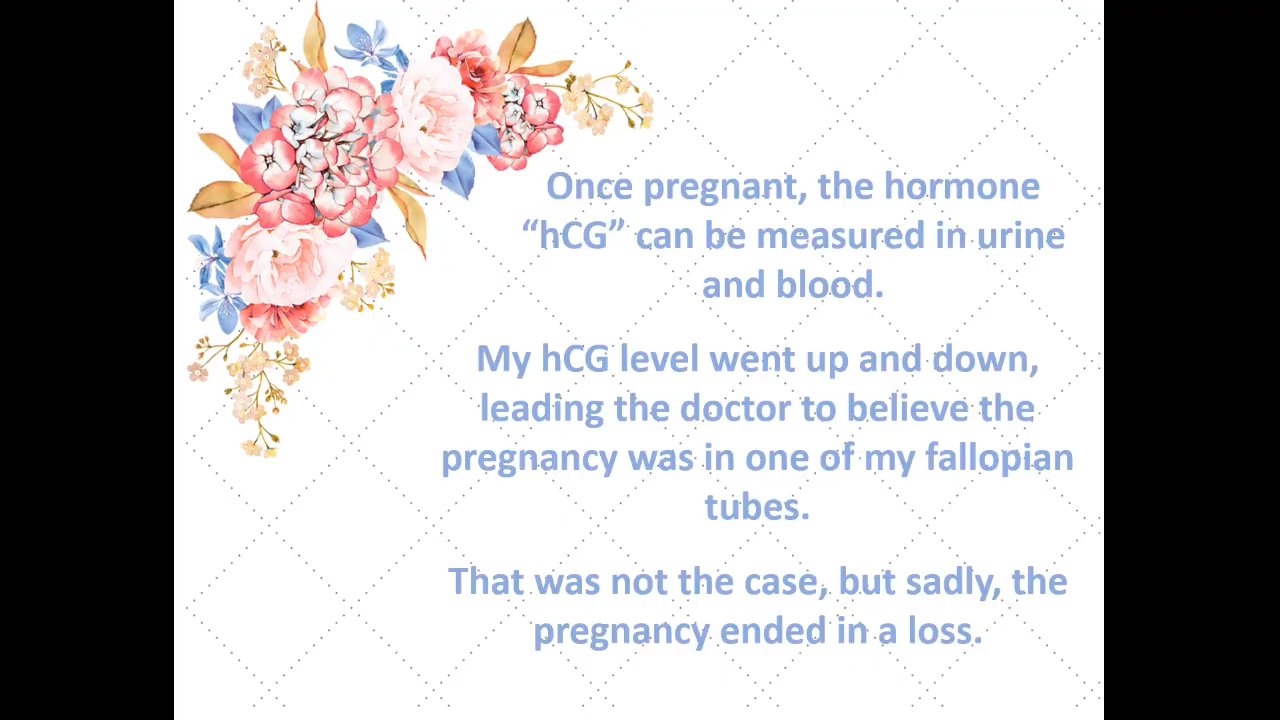 Once pregnant, the hormone
“hCG” can be measured in urine
and blood.
My hCG level went up and down,
leading the doctor to believe the
pregnancy was in one of my fallopian
tubes.
That was not the case, but sadly, the
pregnancy ended in a loss.